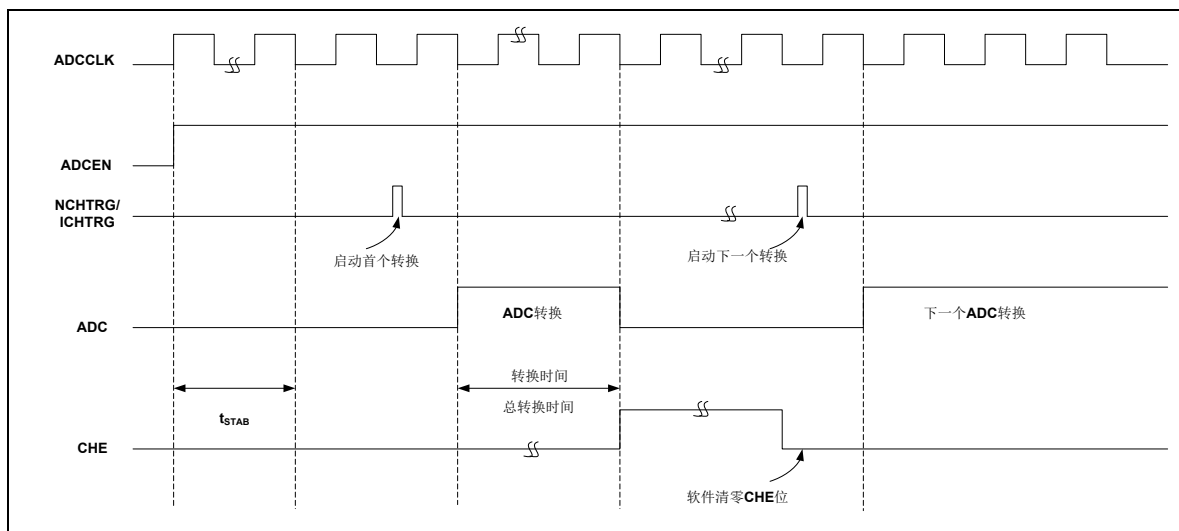 ADCCLK
ADCEN
NCHTRG/
ICHTRG
启动首个转换
启动下一个转换
ADC
ADC转换
下一个ADC转换
转换时间
总转换时间
tSTAB
CHE
软件清零CHE位